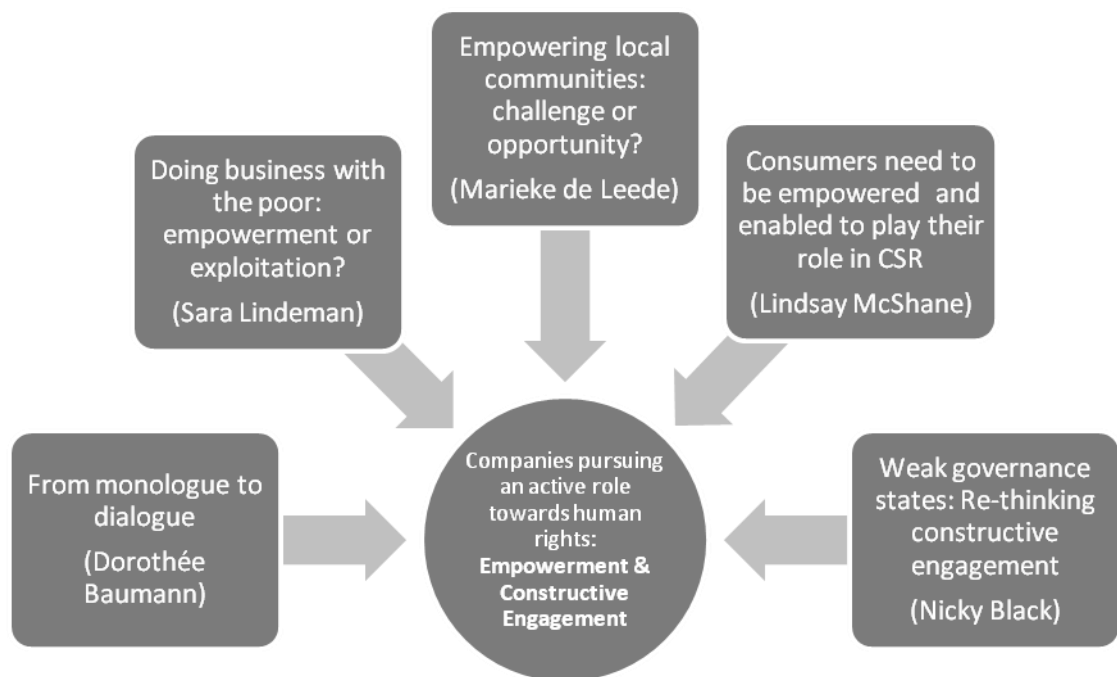 Empowering local
communities:
challenge or
opportunity?
(Marieke de Leede)
Doing business with
the poor:
empowerment or
exploitation?
(Sara Lindeman)
Consumers need to
be empowered and
enabled to play their
role in CSR
(Lindsay McShane)
From monologue to
dialogue
(Dorothée
Baumann)
Companies pursuing
an active role
towards human
rights:
Empowerment &
Constructive
Engagement
Weak governance
states: Re-thinking
constructive
engagement
(Nicky Black)